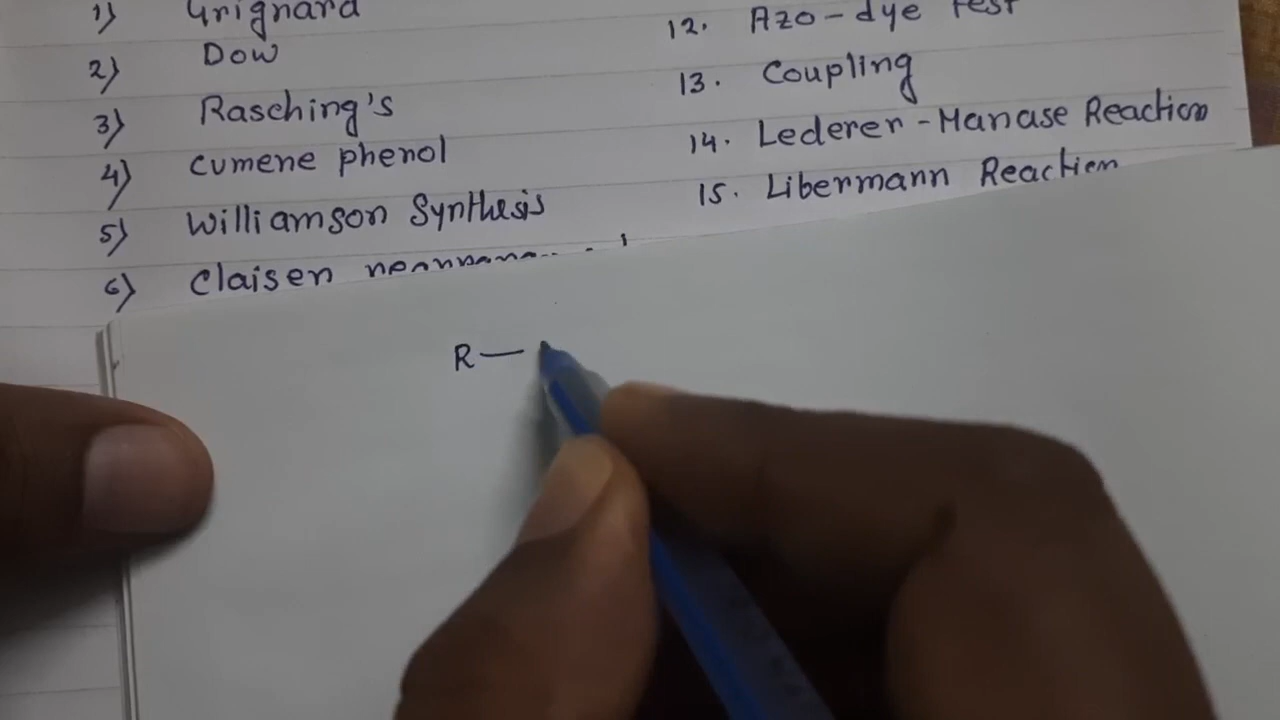 1) Grignard
2) Dow
3) Rasching's
4) Cumene phenol
5) Williamson Synthesis
6) Claisen
12. Azo-dye Test
13. Coupling
14. Lederer-Manase Reaction
15. Libermann Reaction
R —